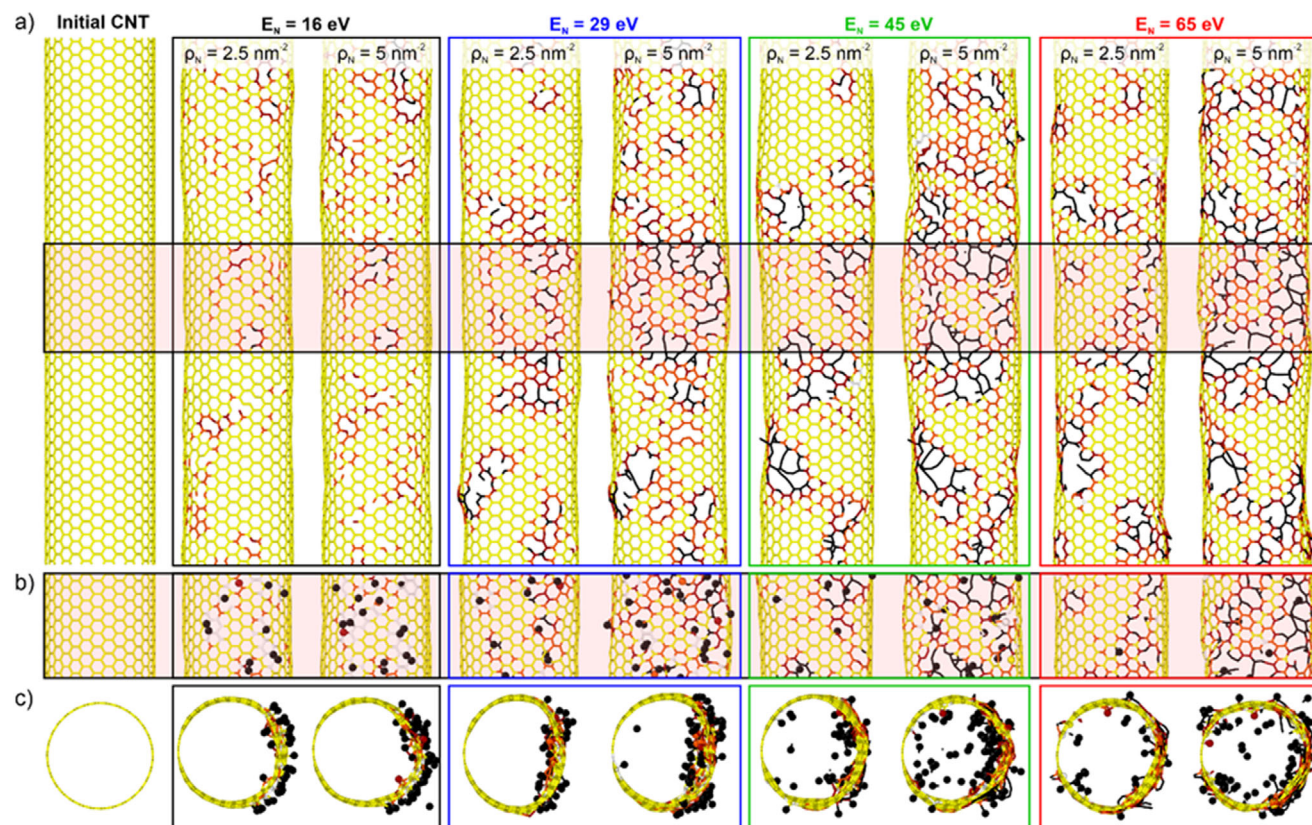 a) Initial CNT E_N = 16 eV E_N = 29 eV E_N = 45 eV E_N = 65 eV
ρ_N = 2.5 nm⁻² ρ_N = 5 nm⁻² ρ_N = 2.5 nm⁻² ρ_N = 5 nm⁻² ρ_N = 2.5 nm⁻² ρ_N = 5 nm⁻² ρ_N = 2.5 nm⁻² ρ_N = 5 nm⁻²
b)
c)